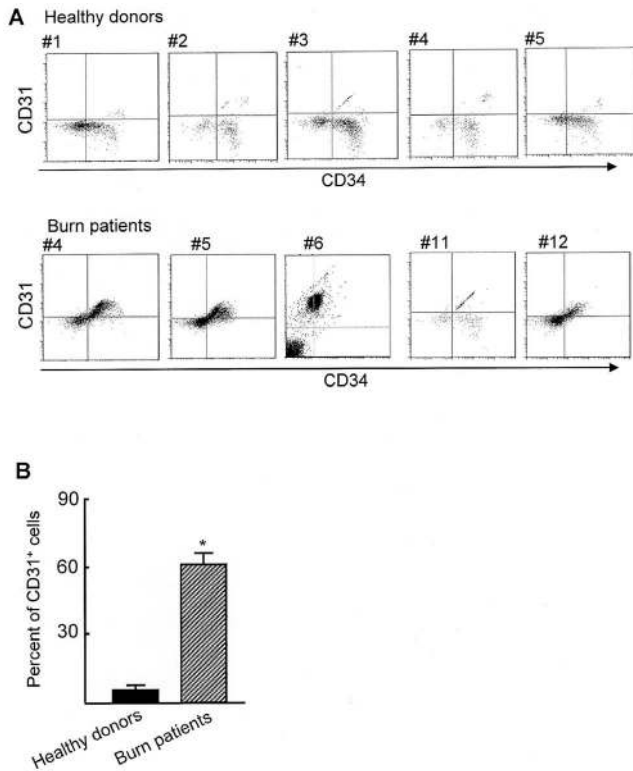 A
Healthy donors
#1 #2 #3 #4 #5
CD31
CD34
Burn patients
#4 #5 #6 #11 #12
CD31
CD34
B
Percent of CD31⁺ cells
90
*
60
30
Healthy donors
Burn patients